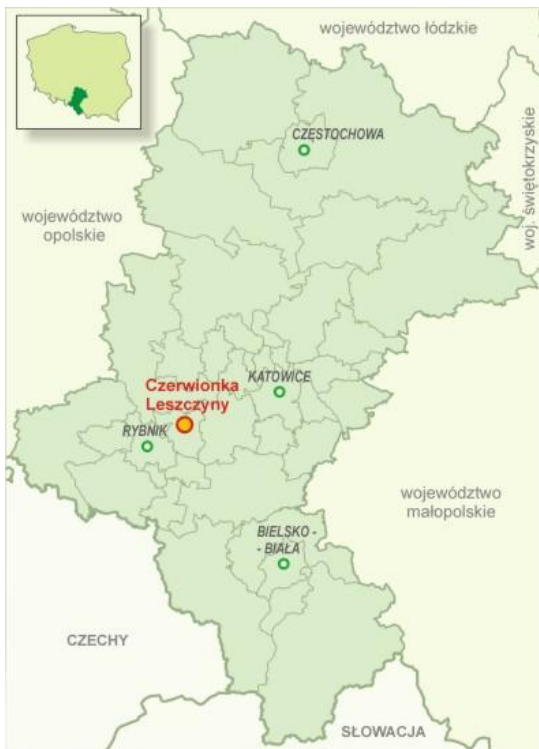 województwo łódzkie
CZĘSTOCHOWA
woj. świętokrzyskie
województwo
opolskie
KATOWICE
Czerwionka
Leszczyny
RYBNIK
województwo
małopolskie
BIELSKO -
- BIAŁA
CZECHY
SŁOWACJA